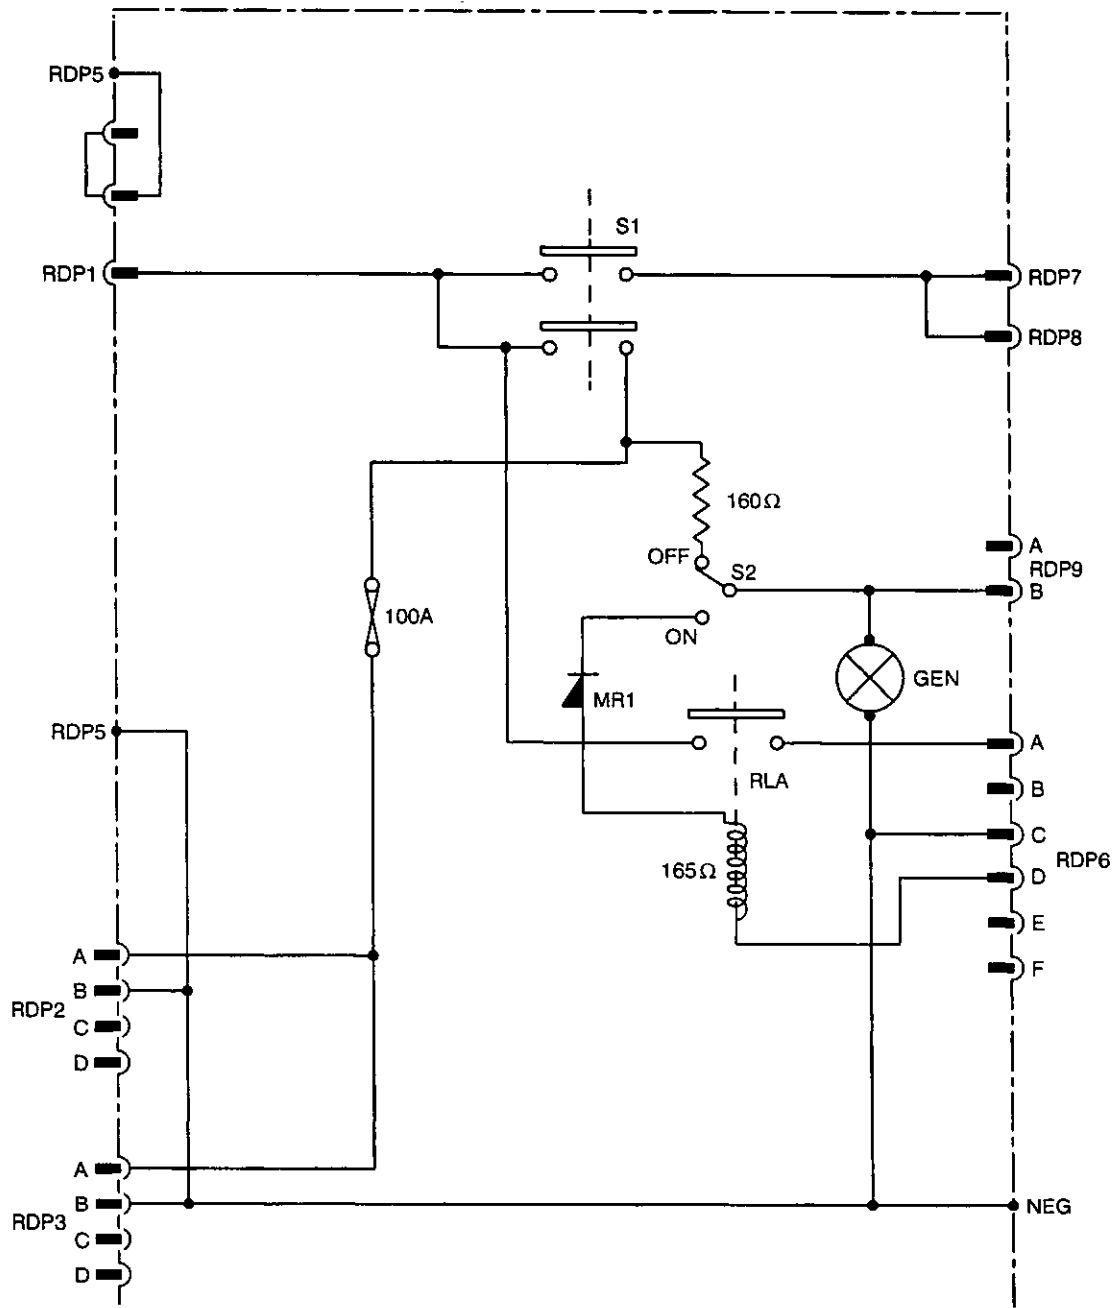 RDP5
S1
RDP1
RDP7
RDP8
160Ω
A
OFF
S2
RDP9
B
100A
ON
GEN
MR1
RDP5
A
RLA
B
C
165Ω
RDP6
D
E
F
A
B
RDP2
C
D
A
B
NEG
RDP3
C
D